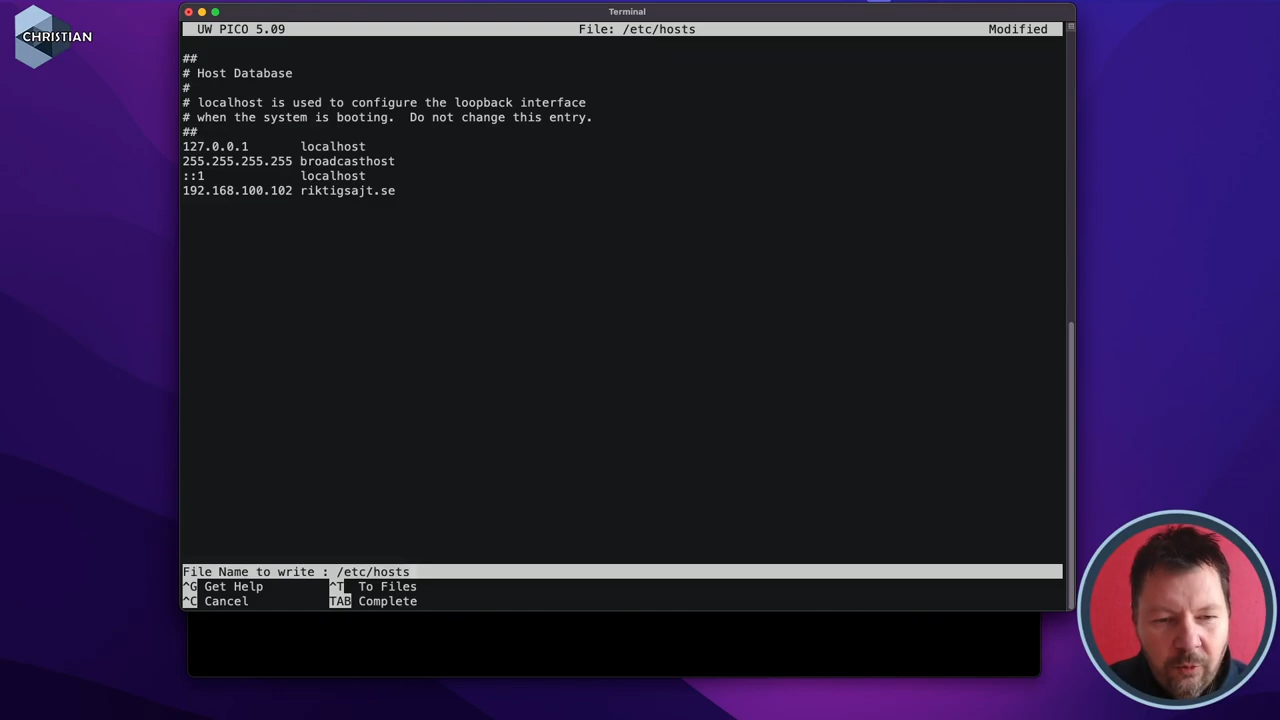 CHRISTIAN
Terminal
UW PICO 5.09 File: /etc/hosts Modified
##
# Host Database
#
# localhost is used to configure the loopback interface
# when the system is booting.  Do not change this entry.
##
127.0.0.1 localhost
255.255.255.255 broadcasthost
::1 localhost
192.168.100.102 riktigsajt.se
File Name to write : /etc/hosts
^G Get Help ^T To Files
^C Cancel TAB Complete